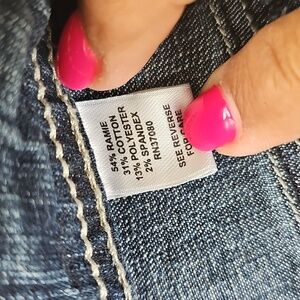 54% RAMIE
31% COTTON
13% POLYESTER
2% SPANDEX
RN37080
SEE REVERSE
FOR CARE